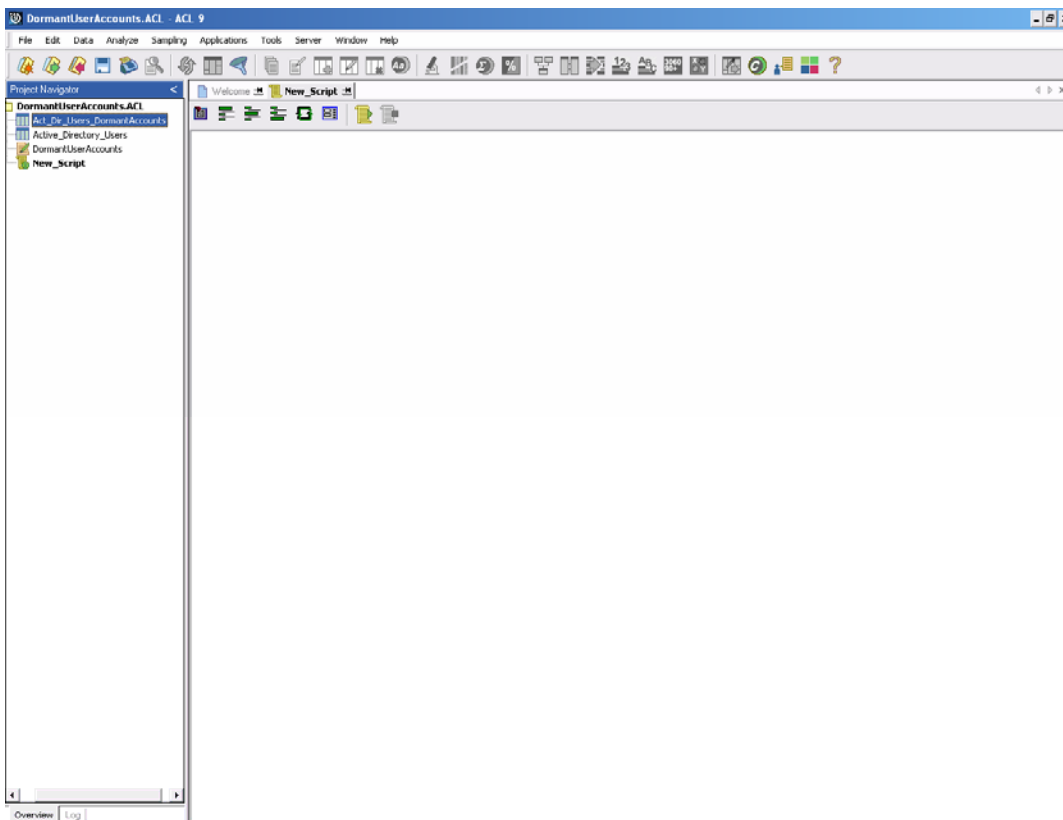 DormantUserAccounts.ACL - ACL 9
File Edit Data Analyze Sampling Applications Tools Server Window Help
Project Navigator <
Welcome New_Script
DormantUserAccounts.ACL
Act_Dir_Users_DormantAccounts
Active_Directory_Users
DormantUserAccounts
New_Script
Overview Log